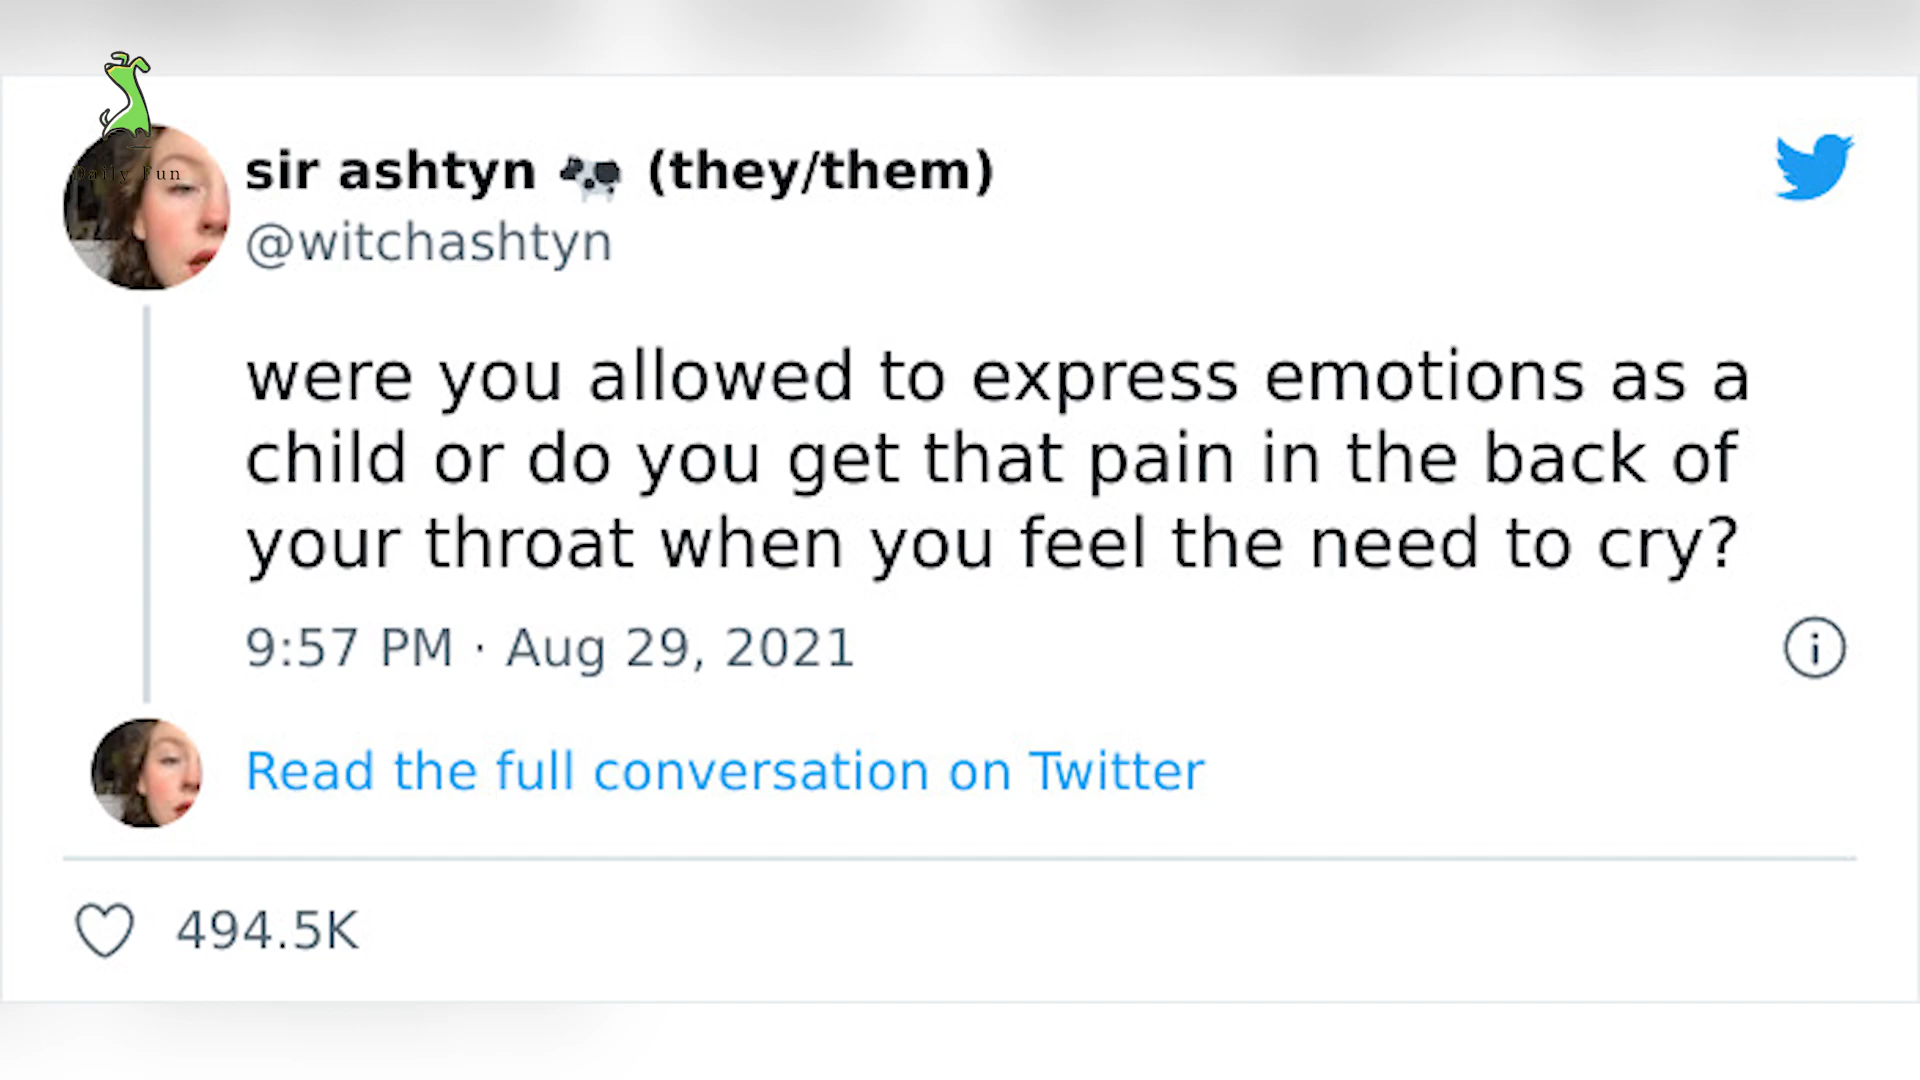 Daily Fun
sir ashtyn 🐄 (they/them)
@witchashtyn
were you allowed to express emotions as a
child or do you get that pain in the back of
your throat when you feel the need to cry?
9:57 PM · Aug 29, 2021
Read the full conversation on Twitter
494.5K